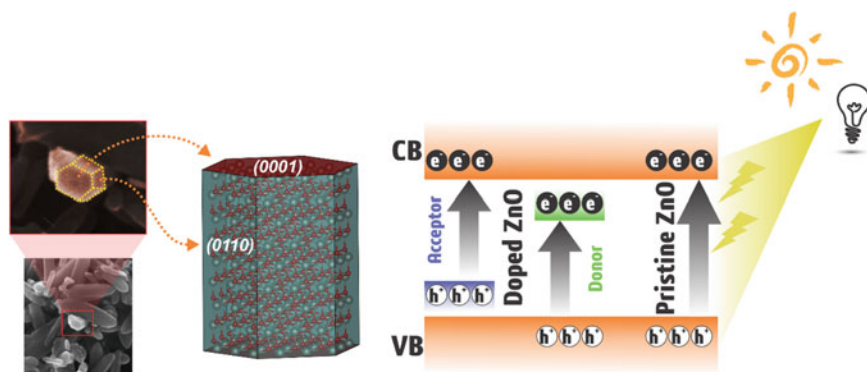 (0001)
(0110)
CB
e⁻ e⁻ e⁻
e⁻ e⁻ e⁻
e⁻ e⁻ e⁻
Acceptor
Doped ZnO
Donor
Pristine ZnO
h⁺ h⁺ h⁺
VB
h⁺ h⁺ h⁺
h⁺ h⁺ h⁺